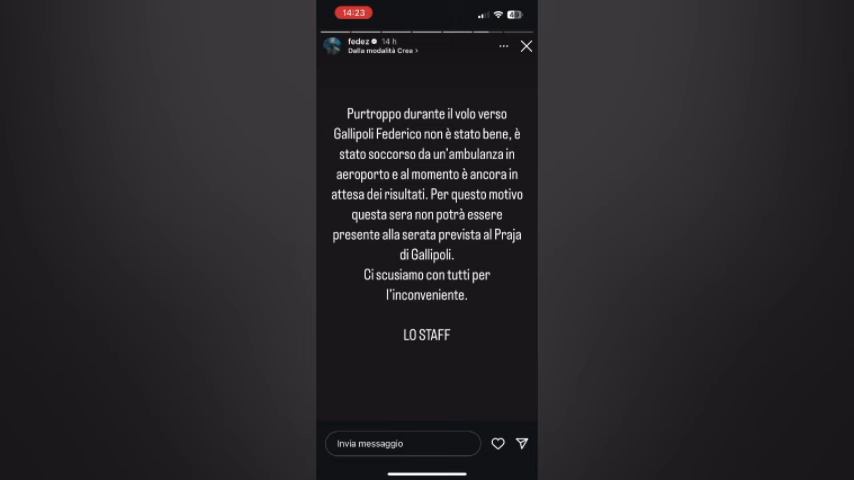 14:23
fedez 14 h
Dalla modalità Crea >
Purtroppo durante il volo verso
Gallipoli Federico non è stato bene, è
stato soccorso da un'ambulanza in
aeroporto e al momento è ancora in
attesa dei risultati. Per questo motivo
questa sera non potrà essere
presente alla serata prevista al Praja
di Gallipoli.
Ci scusiamo con tutti per
l'inconveniente.
LO STAFF
Invia messaggio